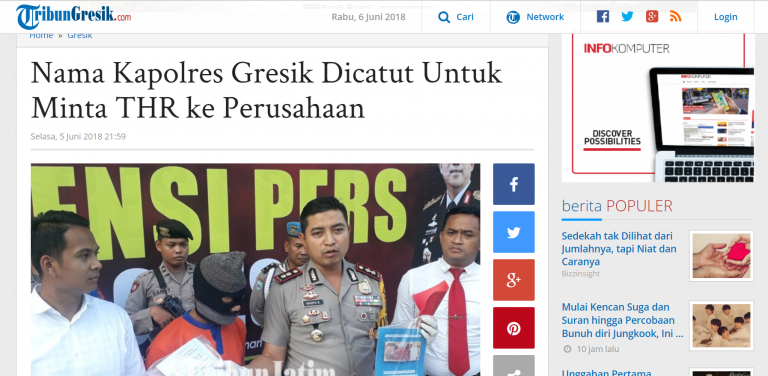 TribunGresik.com
Rabu, 6 Juni 2018
Cari
Network
Login
Home » Gresik
Nama Kapolres Gresik Dicatut Untuk
Minta THR ke Perusahaan
Selasa, 5 Juni 2018 21:59
ENSI PERS
Tribun Jatim
INFOKOMPUTER
DISCOVER
POSSIBILITIES
berita POPULER
Sedekah tak Dilihat dari
Jumlahnya, tapi Niat dan
Caranya
Bizzinsight
Mulai Kencan Suga dan
Suran hingga Percobaan
Bunuh diri Jungkook, Ini ...
10 jam lalu
Unggahan Pertama